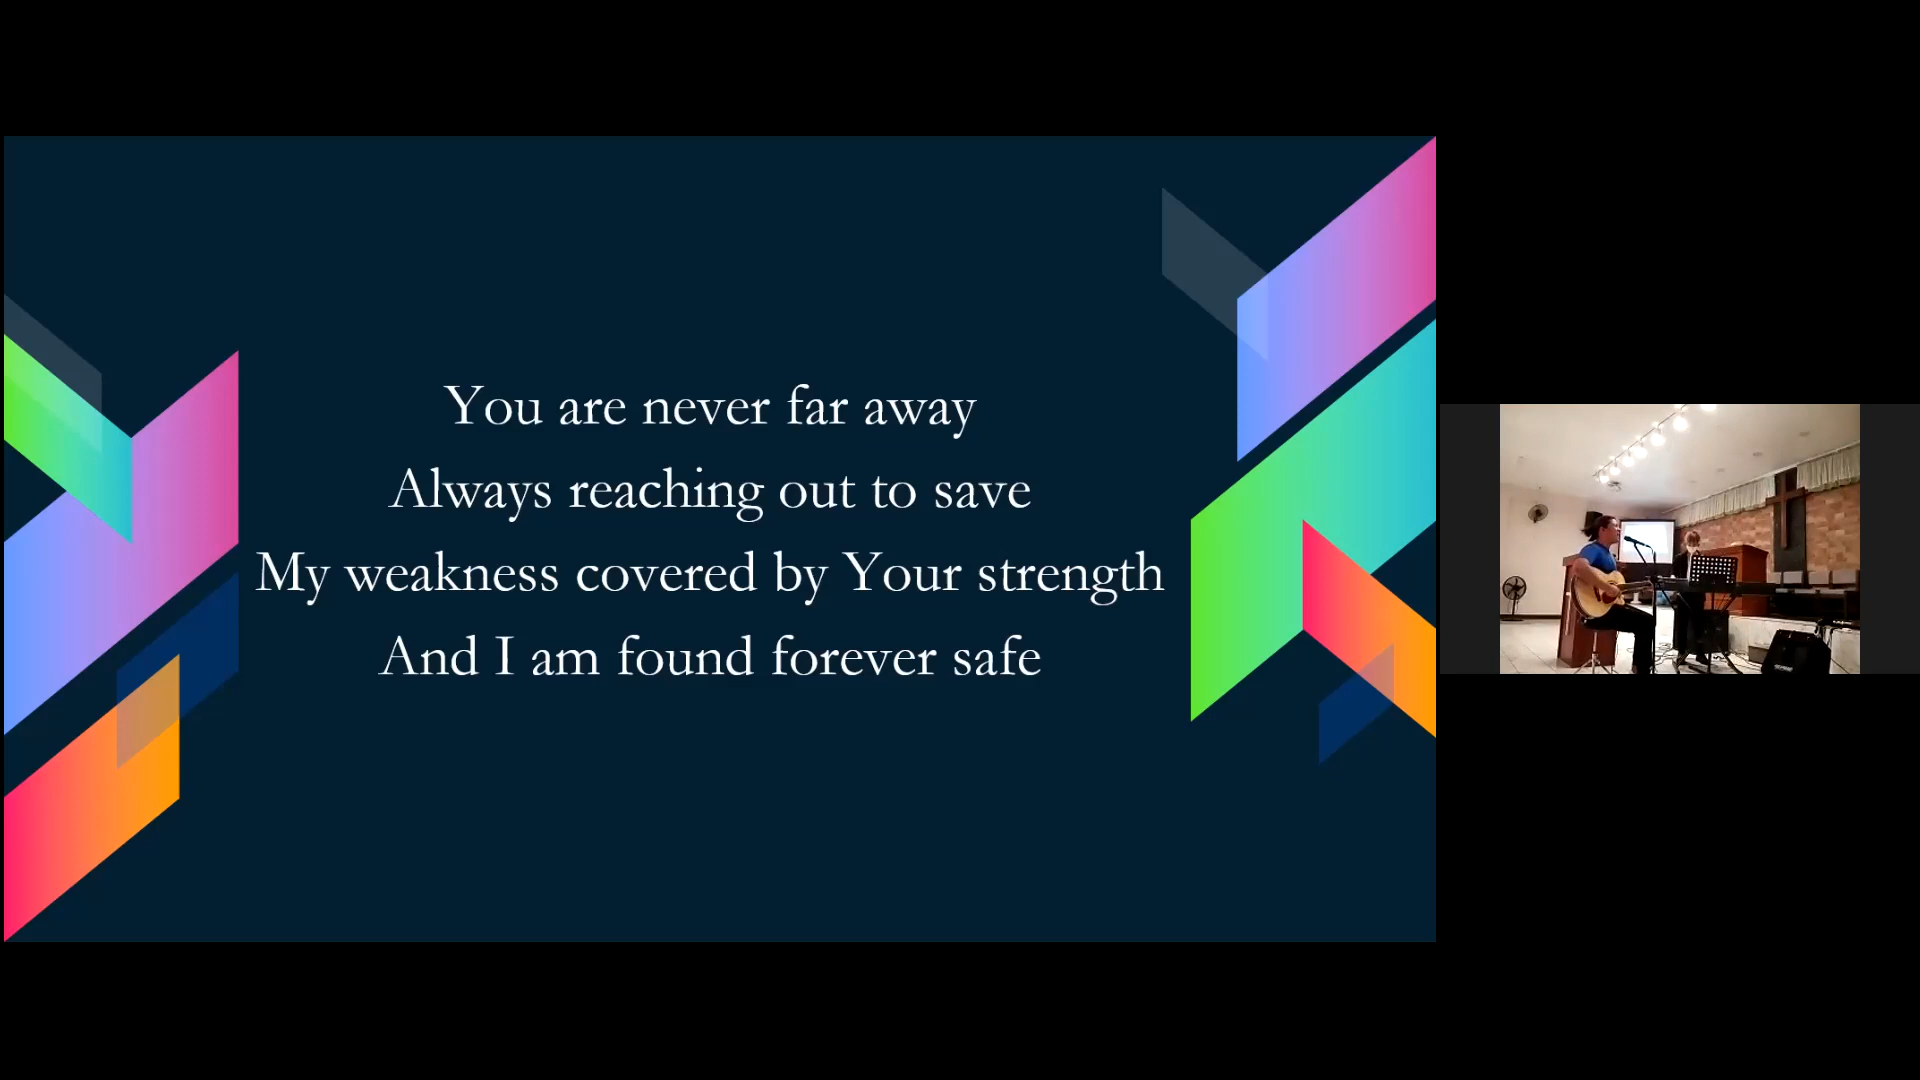 You are never far away
Always reaching out to save
My weakness covered by Your strength
And I am found forever safe